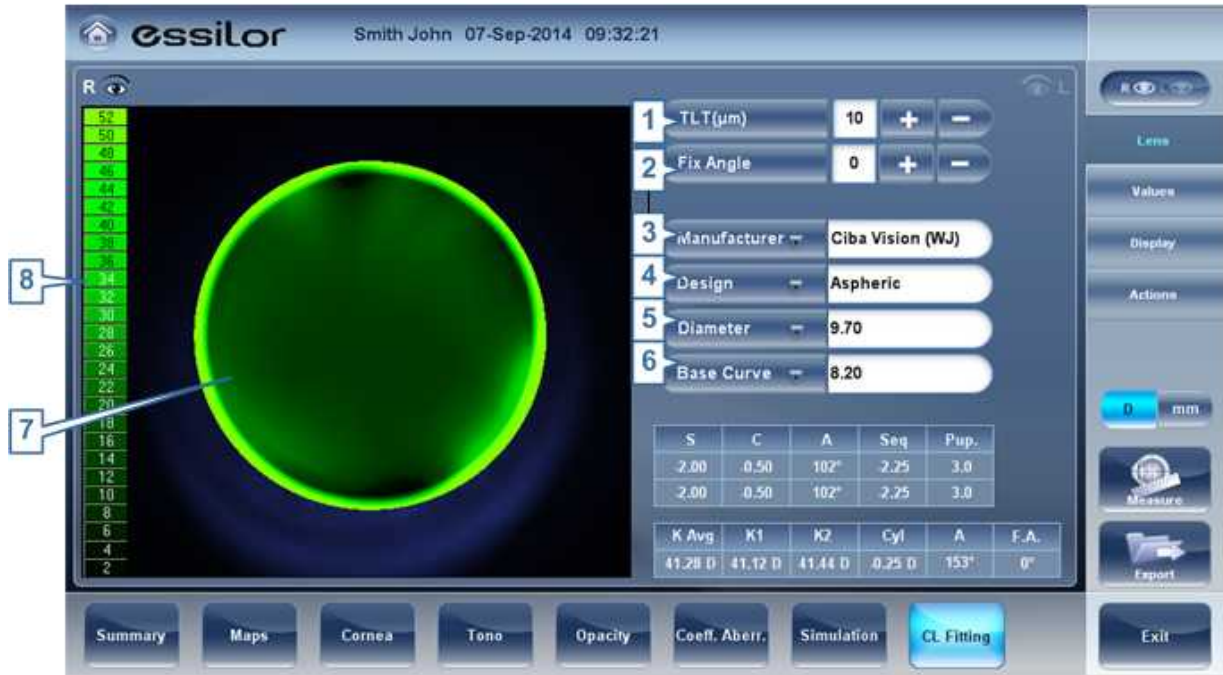 essilor Smith John 07-Sep-2014 09:32:21
R L
R L
52
50
48
46
44
42
40
38
36
34
32
30
28
26
24
22
20
18
16
14
12
10
8
6
4
2
8
7
1 TLT(µm) 10 + −
2 Fix Angle 0 + −
3 Manufacturer Ciba Vision (WJ)
4 Design Aspheric
5 Diameter 9.70
6 Base Curve 8.20
S C A Seq Pup.
-2.00 -0.50 102° -2.25 3.0
-2.00 -0.50 102° -2.25 3.0
K Avg K1 K2 Cyl A F.A.
41.28 D 41.12 D 41.44 D -0.25 D 153° 0°
Lens
Values
Display
Actions
D mm
Measure
Export
Summary Maps Cornea Tono Opacity Coeff. Aberr. Simulation CL Fitting Exit